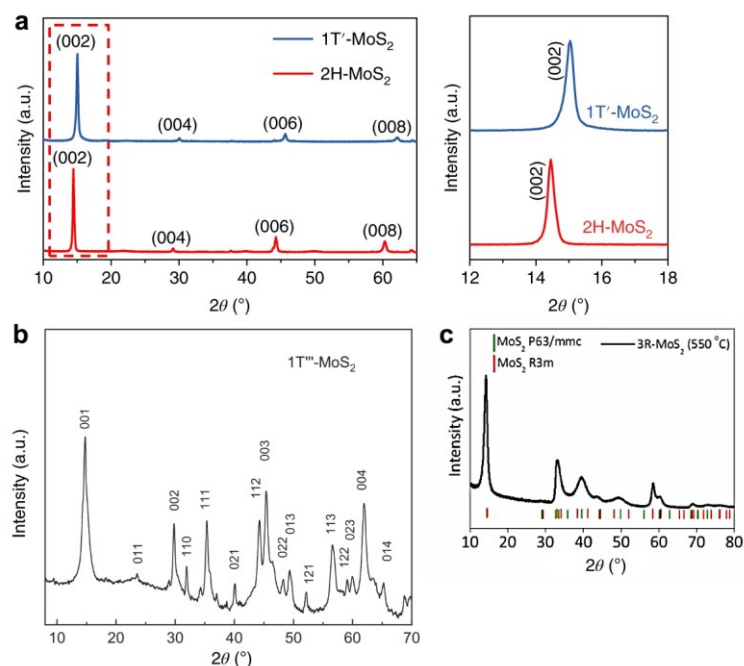 a
(002)
1T′-MoS₂
2H-MoS₂
(004)
(006)
(008)
(002)
(004)
(006)
(008)
Intensity (a.u.)
10 20 30 40 50 60
2θ (°)
(002)
1T′-MoS₂
(002)
2H-MoS₂
Intensity (a.u.)
12 14 16 18
2θ (°)
b
1T‴-MoS₂
001
011
002
110
111
021
112
003
022
013
121
113
122
023
004
014
Intensity (a.u.)
10 20 30 40 50 60 70
2θ (°)
c
MoS₂ P63/mmc
MoS₂ R3m
3R-MoS₂ (550 °C)
Intensity (a.u.)
10 20 30 40 50 60 70 80
2θ (°)